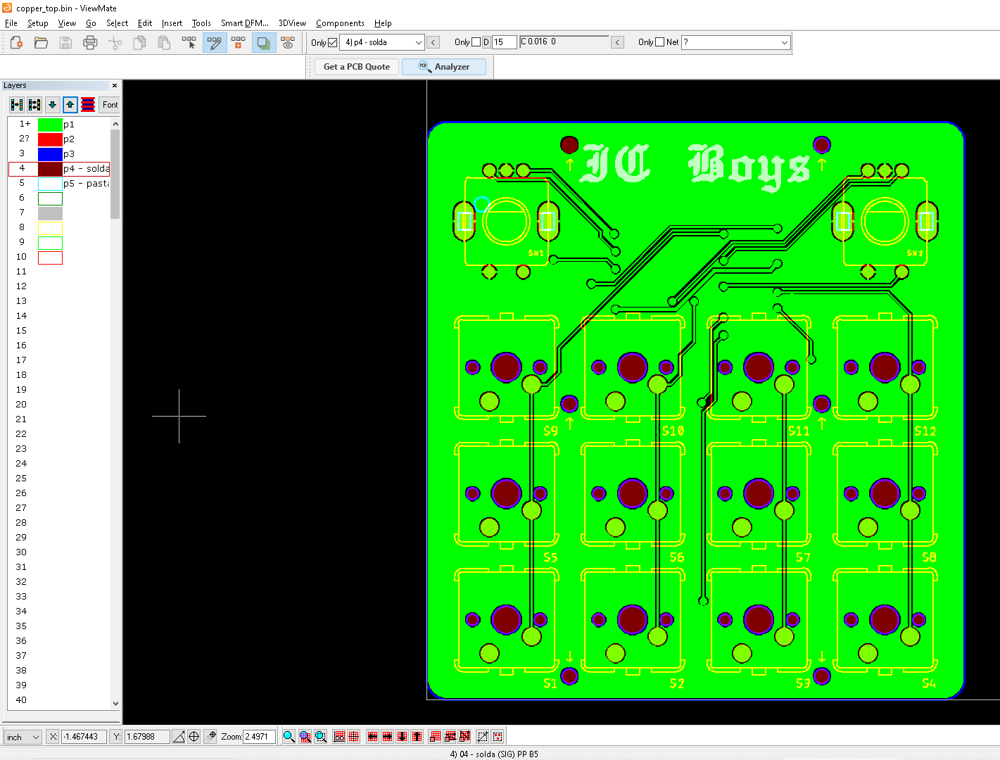 copper_top.bin - ViewMate
File Setup View Go Select Edit Insert Tools Smart DFM... 3DView Components Help
Only 4) p4 - solda < Only D 15 C 0.016 0 < Only Net ?
Get a PCB Quote PCB Analyzer
Layers
Font
1+ p1
2? p2
3 p3
4 p4 - solda
5 p5 - pasta
6
7
8
9
10
11
12
13
14
15
16
17
18
19
20
21
22
23
24
25
26
27
28
29
30
31
32
33
34
35
36
37
38
39
40
IC Boys
SW1
SW2
S9 S10 S11 S12
S5 S6 S7 S8
S1 S2 S3 S4
inch X: -1.467443 Y: 1.67988 Zoom: 2.4971
4) 04 - solda (SIG) PP B5